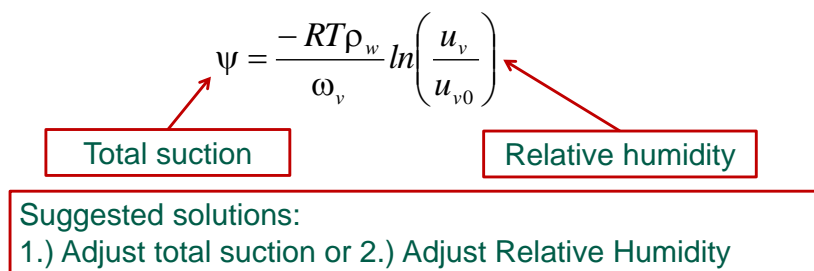 ψ = −RTρ_w / ω_v ln(u_v / u_v0)
Total suction
Relative humidity
Suggested solutions:
1.) Adjust total suction or 2.) Adjust Relative Humidity